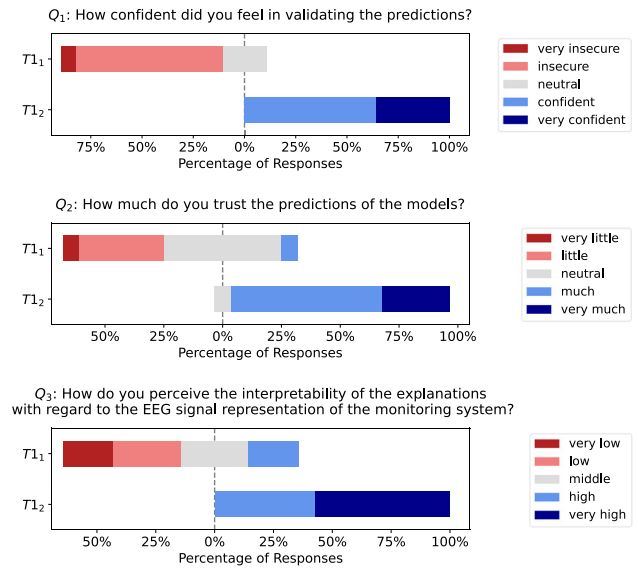 Q1: How confident did you feel in validating the predictions?
T11
T12
75% 50% 25% 0% 25% 50% 75% 100%
Percentage of Responses
very insecure
insecure
neutral
confident
very confident
Q2: How much do you trust the predictions of the models?
T11
T12
50% 25% 0% 25% 50% 75% 100%
Percentage of Responses
very little
little
neutral
much
very much
Q3: How do you perceive the interpretability of the explanations
with regard to the EEG signal representation of the monitoring system?
T11
T12
50% 25% 0% 25% 50% 75% 100%
Percentage of Responses
very low
low
middle
high
very high